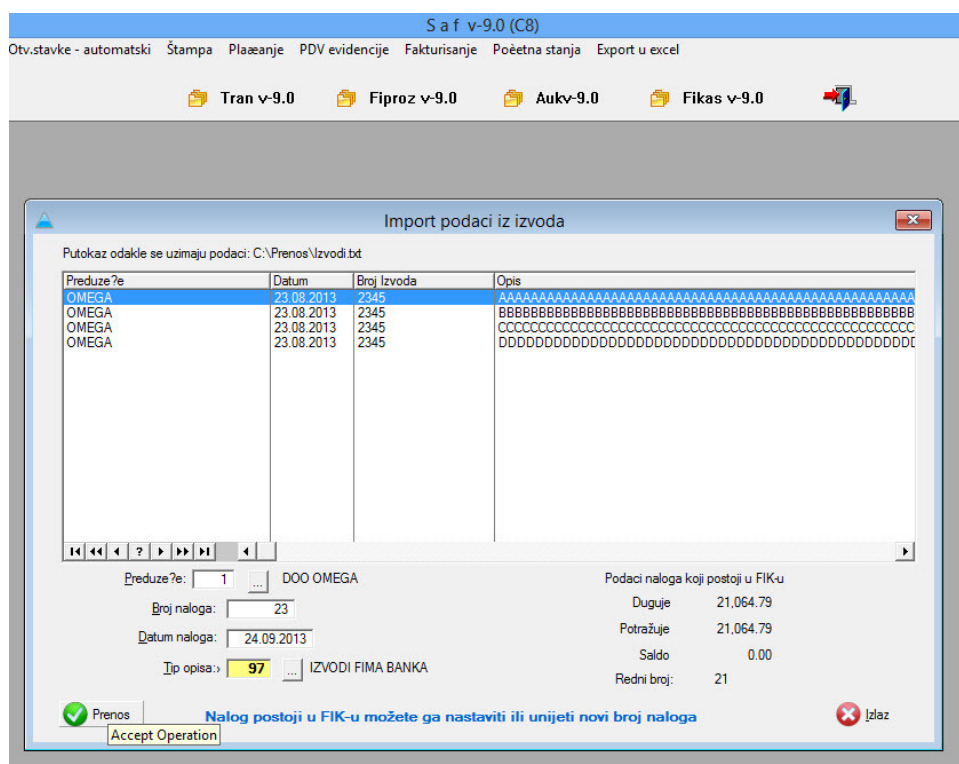 S a f v-9.0 (C8)
Otv.stavke - automatski Štampa Plaæanje PDV evidencije Fakturisanje Poèetna stanja Export u excel
Tran v-9.0 Fiproz v-9.0 Aukv-9.0 Fikas v-9.0
Import podaci iz izvoda
Putokaz odakle se uzimaju podaci: C:\Prenos\Izvodi.txt
Preduze?e Datum Broj Izvoda Opis
OMEGA 23.08.2013 2345 AAAAAAAAAAAAAAAAAAAAAAAAAAAAAAAAAAAAAAAAAAAAAAAAAAAA
OMEGA 23.08.2013 2345 BBBBBBBBBBBBBBBBBBBBBBBBBBBBBBBBBBBBBBBBBBBBBBBBBBBB
OMEGA 23.08.2013 2345 CCCCCCCCCCCCCCCCCCCCCCCCCCCCCCCCCCCCCCCCCCCCCCCCCC
OMEGA 23.08.2013 2345 DDDDDDDDDDDDDDDDDDDDDDDDDDDDDDDDDDDDDDDDDDDDDDDDDD
?
Preduze?e: 1 ... DOO OMEGA Podaci naloga koji postoji u FIK-u
Broj naloga: 23 Duguje 21,064.79
Datum naloga: 24.09.2013 Potražuje 21,064.79
Tip opisa:> 97 ... IZVODI FIMA BANKA Saldo 0.00
Redni broj: 21
Prenos Nalog postoji u FIK-u možete ga nastaviti ili unijeti novi broj naloga Izlaz
Accept Operation